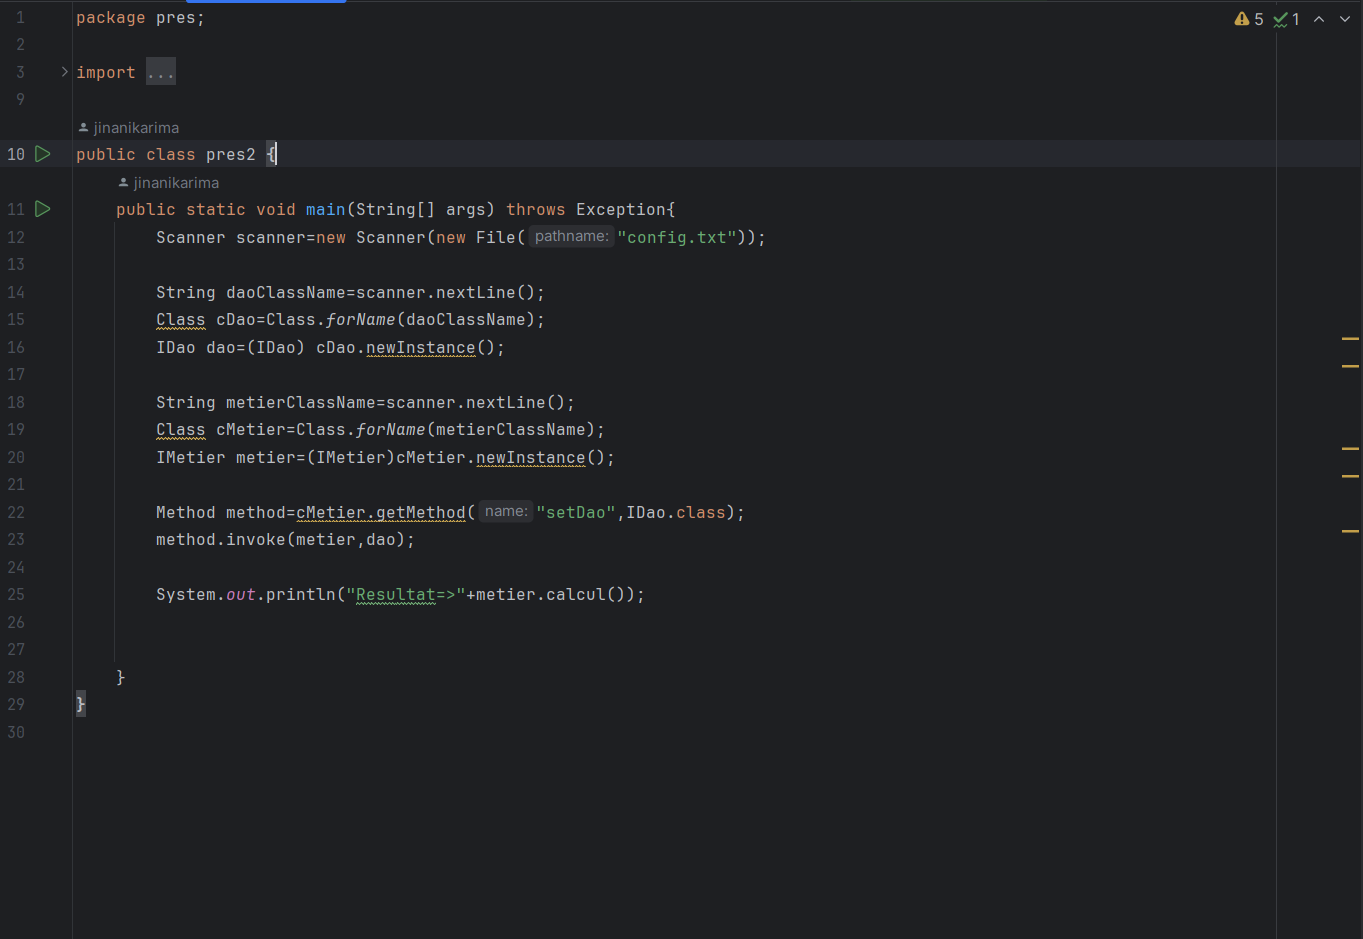 5 1
1 package pres;
2
3 import ...
9
jinanikarima
10 public class pres2 {
jinanikarima
11 public static void main(String[] args) throws Exception{
12 Scanner scanner=new Scanner(new File( pathname: "config.txt"));
13
14 String daoClassName=scanner.nextLine();
15 Class cDao=Class.forName(daoClassName);
16 IDao dao=(IDao) cDao.newInstance();
17
18 String metierClassName=scanner.nextLine();
19 Class cMetier=Class.forName(metierClassName);
20 IMetier metier=(IMetier)cMetier.newInstance();
21
22 Method method=cMetier.getMethod( name: "setDao",IDao.class);
23 method.invoke(metier,dao);
24
25 System.out.println("Resultat=>"+metier.calcul());
26
27
28 }
29 }
30